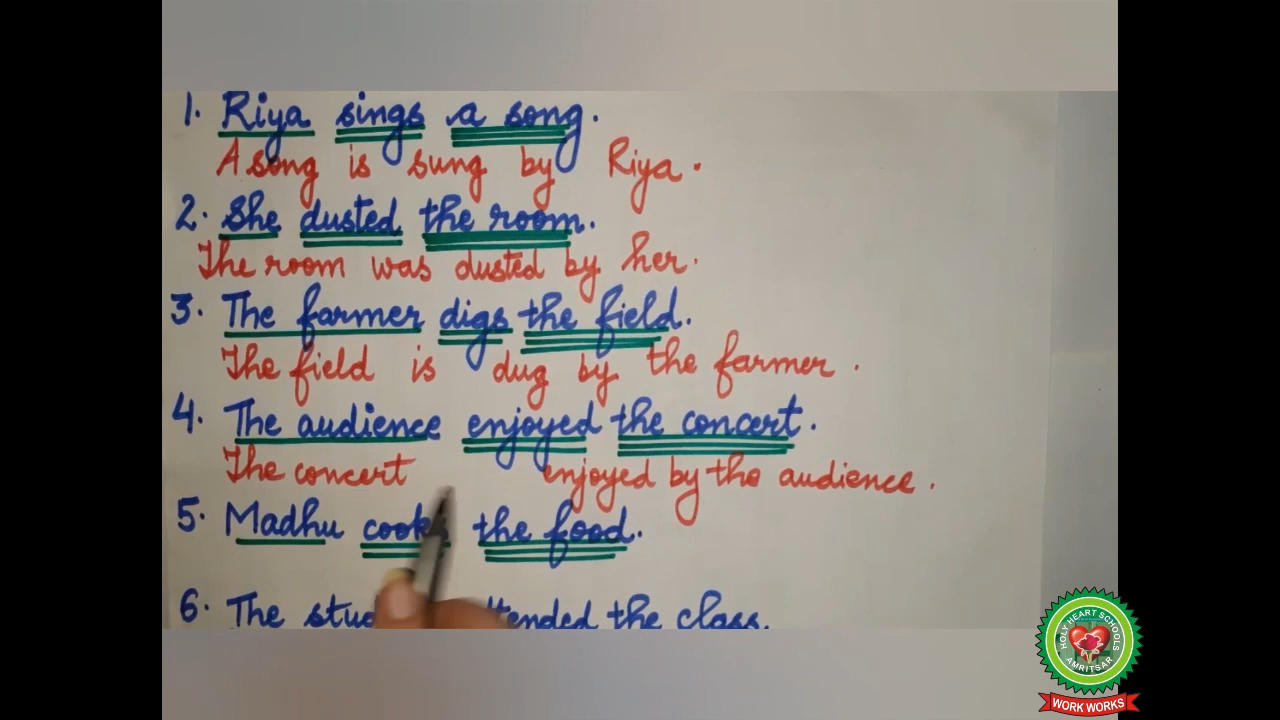 1. Riya sings a song.
A song is sung by Riya.
2. She dusted the room.
The room was dusted by her.
3. The farmer digs the field.
The field is dug by the farmer.
4. The audience enjoyed the concert.
The concert enjoyed by the audience.
5. Madhu cooks the food.
6. The ttended the class.
HOLY HEART SCHOOLS
AMRITSAR
WORK WORKS